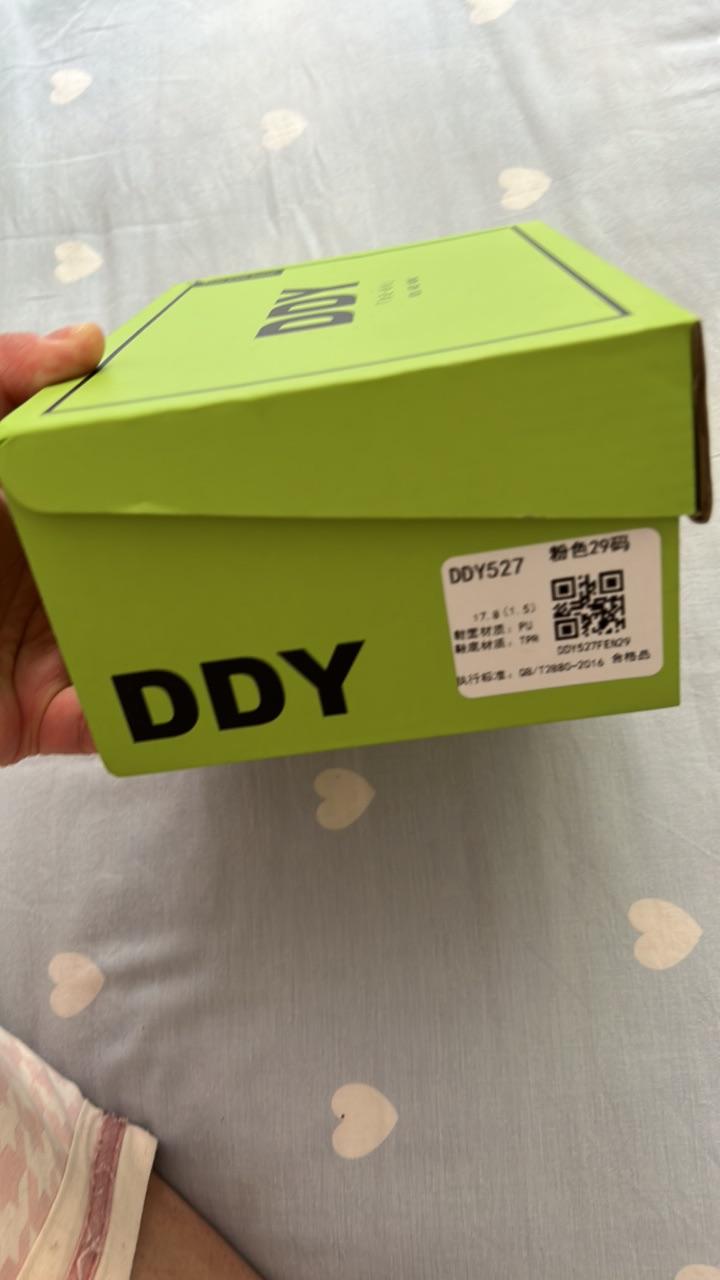 DDY
DDY527 粉色29码
17.8(1.5)
鞋面材质：PU
鞋底材质：TPR
DDY527FEN29
执行标准：QB/T2880-2016 合格品
DDY